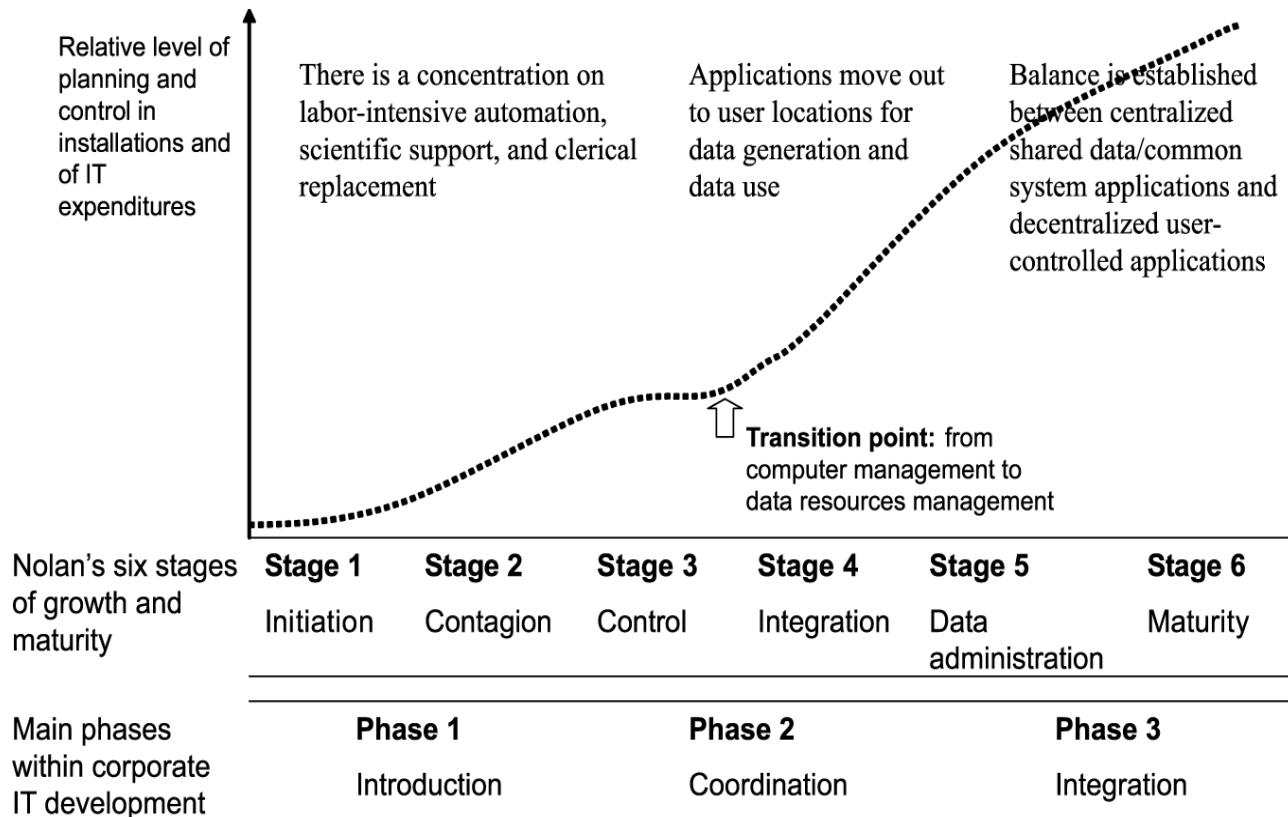 Relative level of
planning and
control in
installations and
of IT
expenditures
There is a concentration on
labor-intensive automation,
scientific support, and clerical
replacement
Applications move out
to user locations for
data generation and
data use
Balance is established
between centralized
shared data/common
system applications and
decentralized user-
controlled applications
Transition point: from
computer management to
data resources management
Nolan’s six stages
of growth and
maturity
Stage 1
Initiation
Stage 2
Contagion
Stage 3
Control
Stage 4
Integration
Stage 5
Data
administration
Stage 6
Maturity
Main phases
within corporate
IT development
Phase 1
Introduction
Phase 2
Coordination
Phase 3
Integration